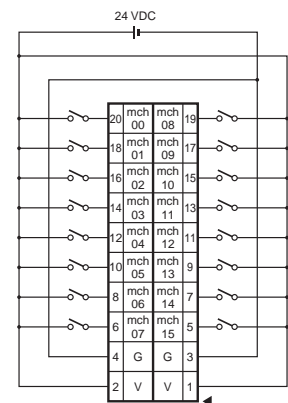 24 VDC
20 mch 00 mch 08 19
18 mch 01 mch 09 17
16 mch 02 mch 10 15
14 mch 03 mch 11 13
12 mch 04 mch 12 11
10 mch 05 mch 13 9
8 mch 06 mch 14 7
6 mch 07 mch 15 5
4 G G 3
2 V V 1